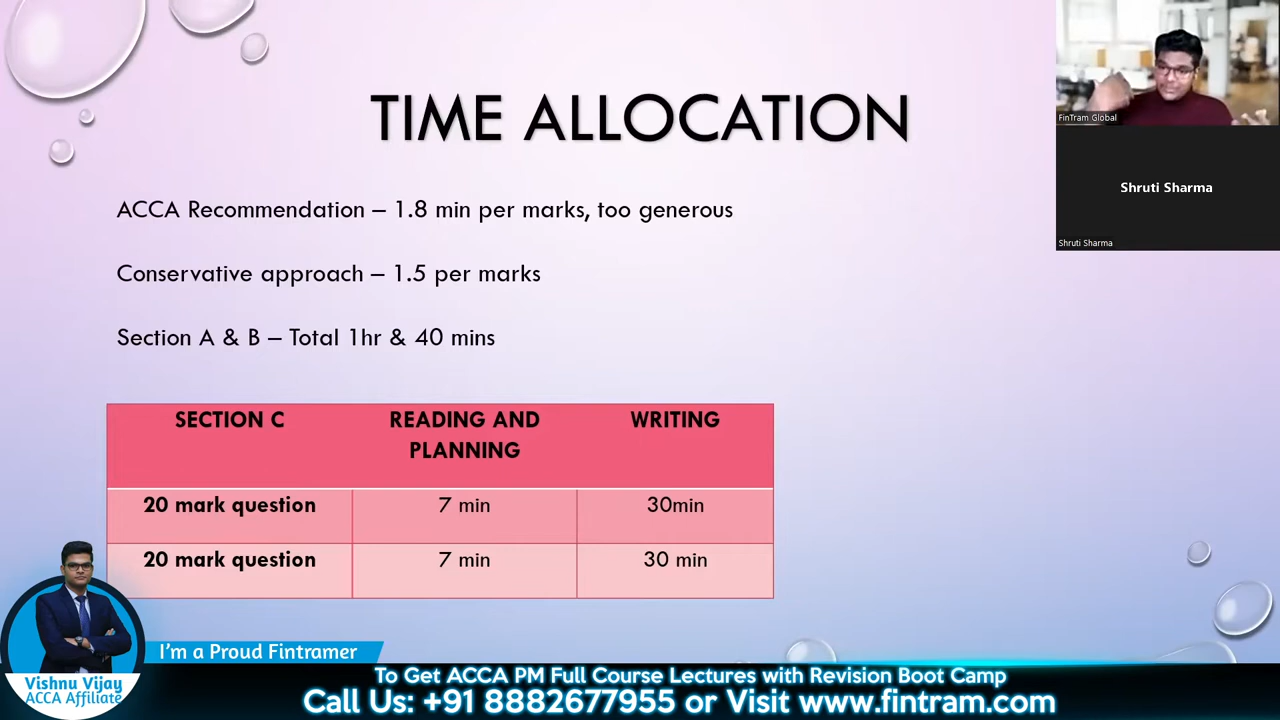 TIME ALLOCATION
ACCA Recommendation – 1.8 min per marks, too generous
Conservative approach – 1.5 per marks
Section A & B – Total 1hr & 40 mins
SECTION C
READING AND
PLANNING
WRITING
20 mark question
7 min
30min
20 mark question
7 min
30 min
FinTram Global
Shruti Sharma
Shruti Sharma
I'm a Proud Fintramer
Vishnu Vijay
ACCA Affiliate
To Get ACCA PM Full Course Lectures with Revision Boot Camp
Call Us: +91 8882677955 or Visit www.fintram.com